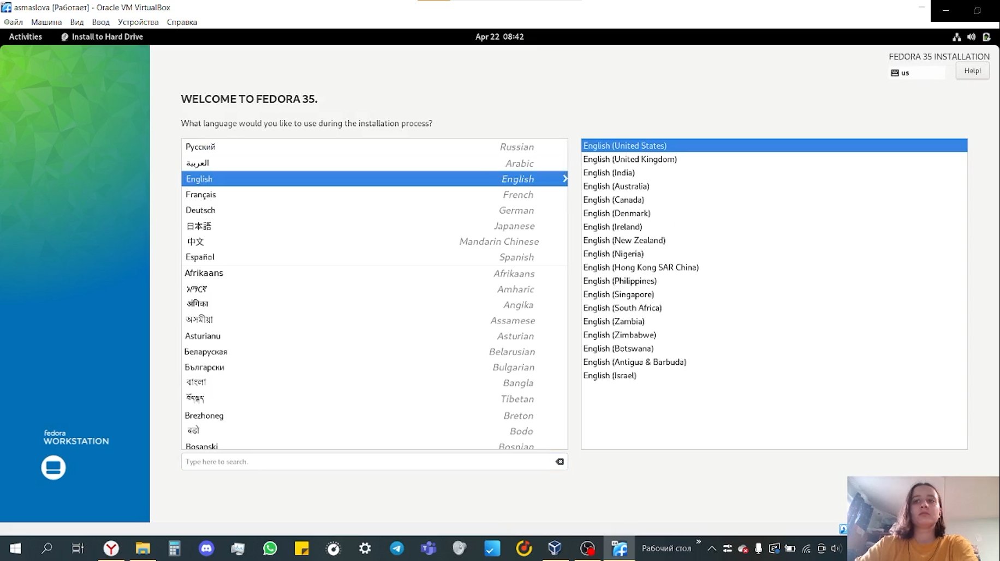 asmaslova [Работает] - Oracle VM VirtualBox
Файл Машина Вид Ввод Устройства Справка
Activities Install to Hard Drive Apr 22 08:42
FEDORA 35 INSTALLATION
us Help!
WELCOME TO FEDORA 35.
What language would you like to use during the installation process?
Русский Russian
العربية Arabic
English English
Français French
Deutsch German
日本語 Japanese
中文 Mandarin Chinese
Español Spanish
Afrikaans Afrikaans
አማርኛ Amharic
अंगिका Angika
অসমীয়া Assamese
Asturianu Asturian
Беларуская Belarusian
Български Bulgarian
বাংলা Bangla
བོད་སྐད་ Tibetan
Brezhoneg Breton
बडो Bodo
Bosanski Bosnian
Type here to search.
English (United States)
English (United Kingdom)
English (India)
English (Australia)
English (Canada)
English (Denmark)
English (Ireland)
English (New Zealand)
English (Nigeria)
English (Hong Kong SAR China)
English (Philippines)
English (Singapore)
English (South Africa)
English (Zambia)
English (Zimbabwe)
English (Botswana)
English (Antigua & Barbuda)
English (Israel)
fedora
WORKSTATION
Рабочий стол